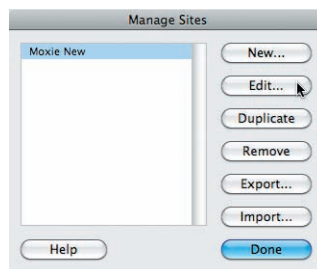 Manage Sites
Moxie New
New...
Edit...
Duplicate
Remove
Export...
Import...
Help
Done